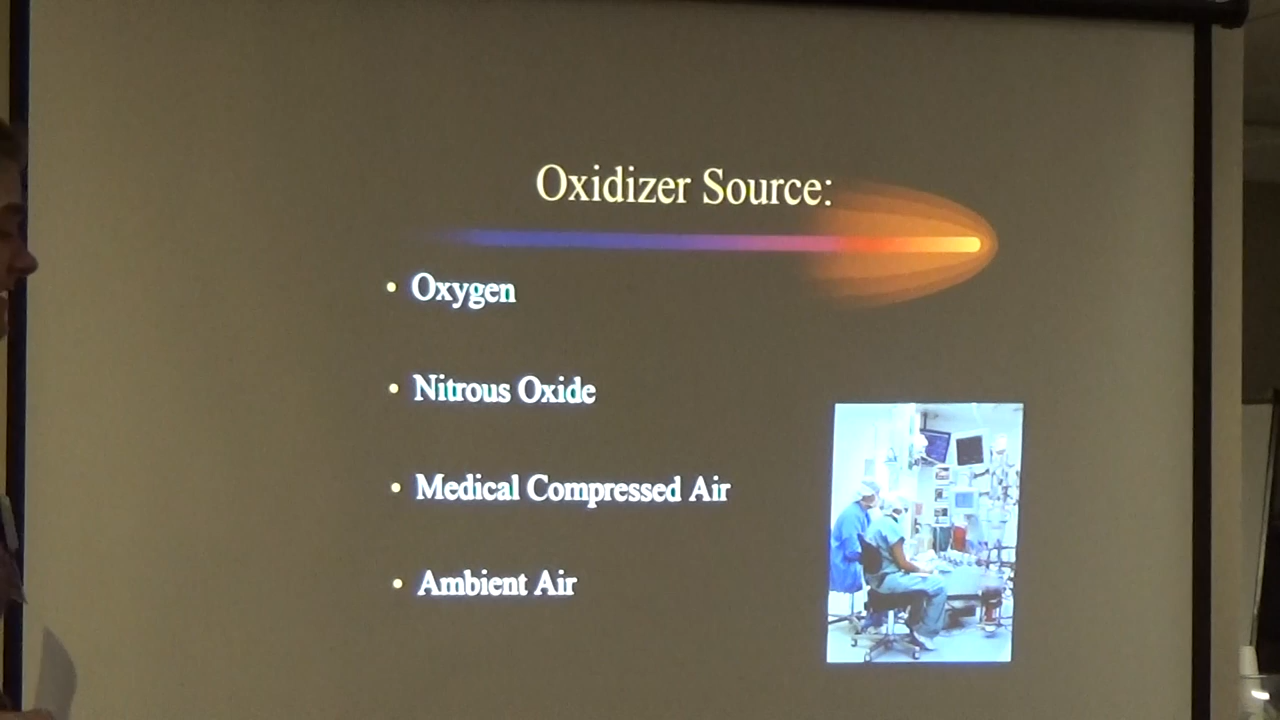 Oxidizer Source:
• Oxygen
• Nitrous Oxide
• Medical Compressed Air
• Ambient Air